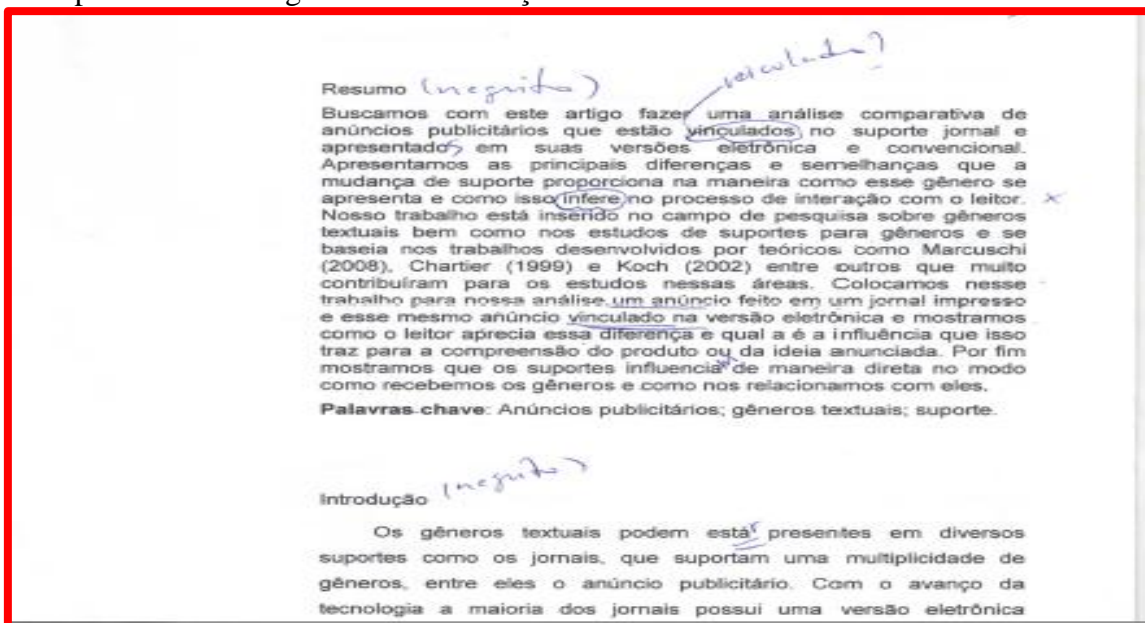 veiculado?
Resumo (negrito)
Buscamos com este artigo fazer uma análise comparativa de
anúncios publicitários que estão vinculados no suporte jornal e
apresentados em suas versões eletrônica e convencional.
Apresentamos as principais diferenças e semelhanças que a
mudança de suporte proporciona na maneira como esse gênero se
apresenta e como isso infere no processo de interação com o leitor. x
Nosso trabalho está inserido no campo de pesquisa sobre gêneros
textuais bem como nos estudos de suportes para gêneros e se
baseia nos trabalhos desenvolvidos por teóricos como Marcuschi
(2008), Chartier (1999) e Koch (2002) entre outros que muito
contribuíram para os estudos nessas áreas. Colocamos nesse
trabalho para nossa análise um anúncio feito em um jornal impresso
e esse mesmo anúncio vinculado na versão eletrônica e mostramos
como o leitor aprecia essa diferença e qual a é a influência que isso
traz para a compreensão do produto ou da ideia anunciada. Por fim
mostramos que os suportes influenciam de maneira direta no modo
como recebemos os gêneros e como nos relacionamos com eles.
Palavras-chave: Anúncios publicitários; gêneros textuais; suporte.
Introdução (negrito)
Os gêneros textuais podem estár presentes em diversos
suportes como os jornais, que suportam uma multiplicidade de
gêneros, entre eles o anúncio publicitário. Com o avanço da
tecnologia a maioria dos jornais possui uma versão eletrônica